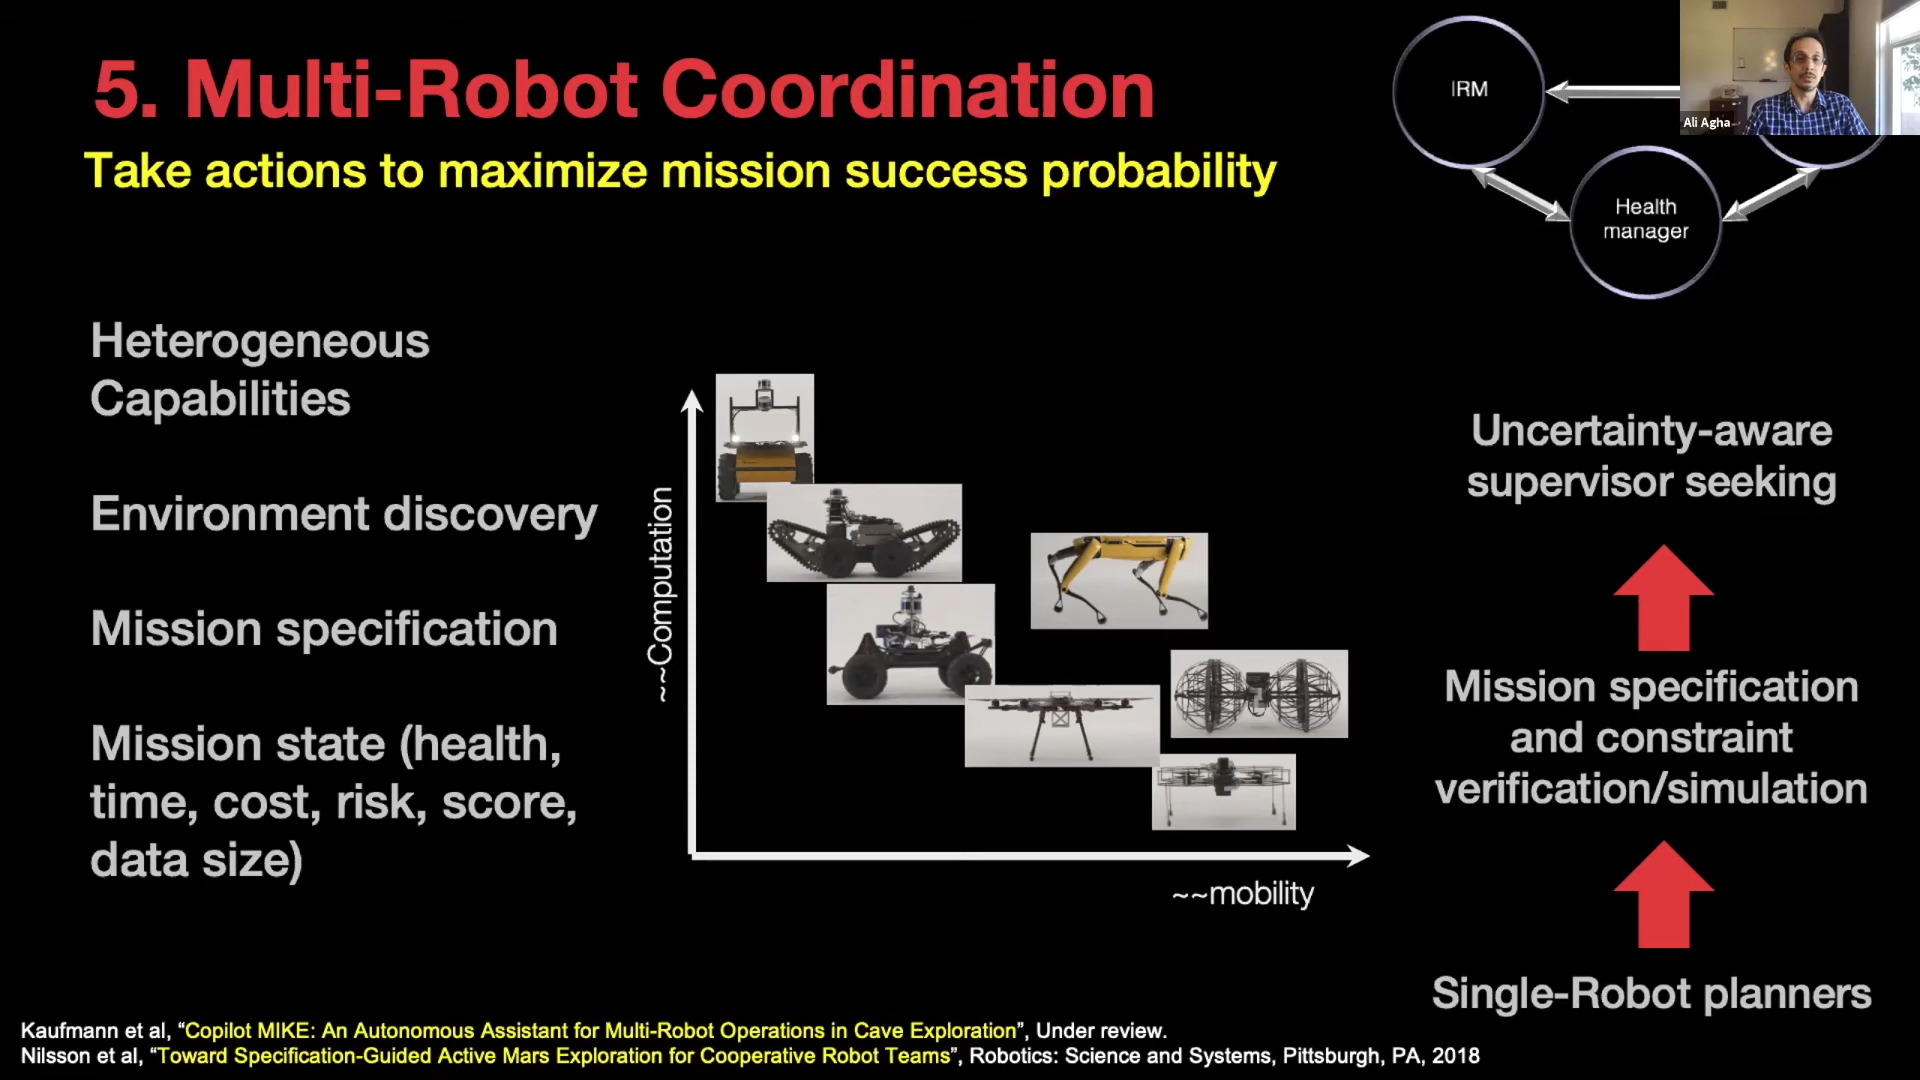 5. Multi-Robot Coordination
Take actions to maximize mission success probability
IRM
Ali Agha
Health
manager
Heterogeneous
Capabilities
Environment discovery
Mission specification
Mission state (health,
time, cost, risk, score,
data size)
~~Computation
~~mobility
Uncertainty-aware
supervisor seeking
Mission specification
and constraint
verification/simulation
Single-Robot planners
Kaufmann et al, “Copilot MIKE: An Autonomous Assistant for Multi-Robot Operations in Cave Exploration”, Under review.
Nilsson et al, “Toward Specification-Guided Active Mars Exploration for Cooperative Robot Teams”, Robotics: Science and Systems, Pittsburgh, PA, 2018